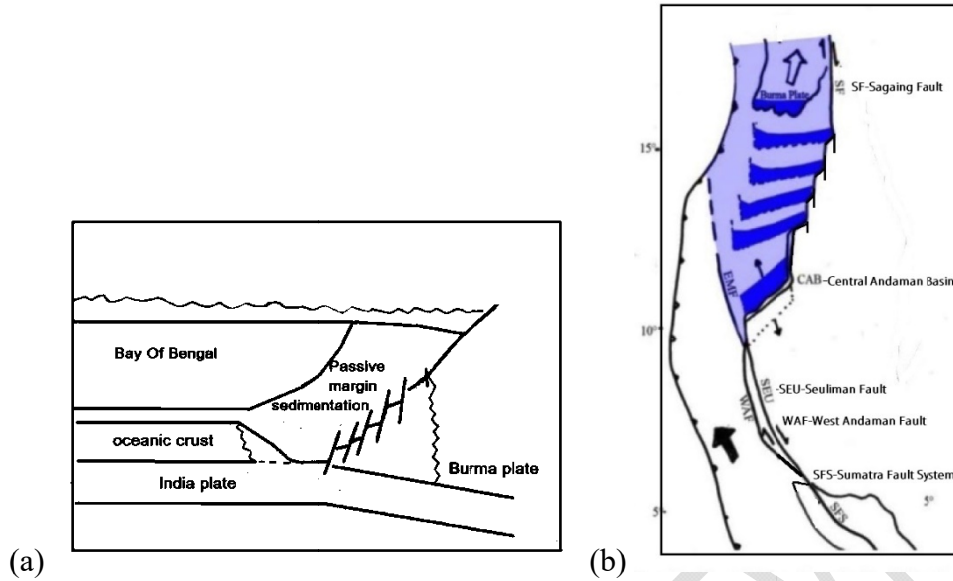 Bay Of Bengal
Passive
margin
sedimentation
oceanic crust
India plate
Burma plate
(a)
Burma Plate
SF
SF-Sagaing Fault
15°
EMF
CAB-Central Andaman Basin
10°
SEU
SEU-Seuliman Fault
WAF
WAF-West Andaman Fault
SFS-Sumatra Fault System
5°
5°
SFS
(b)